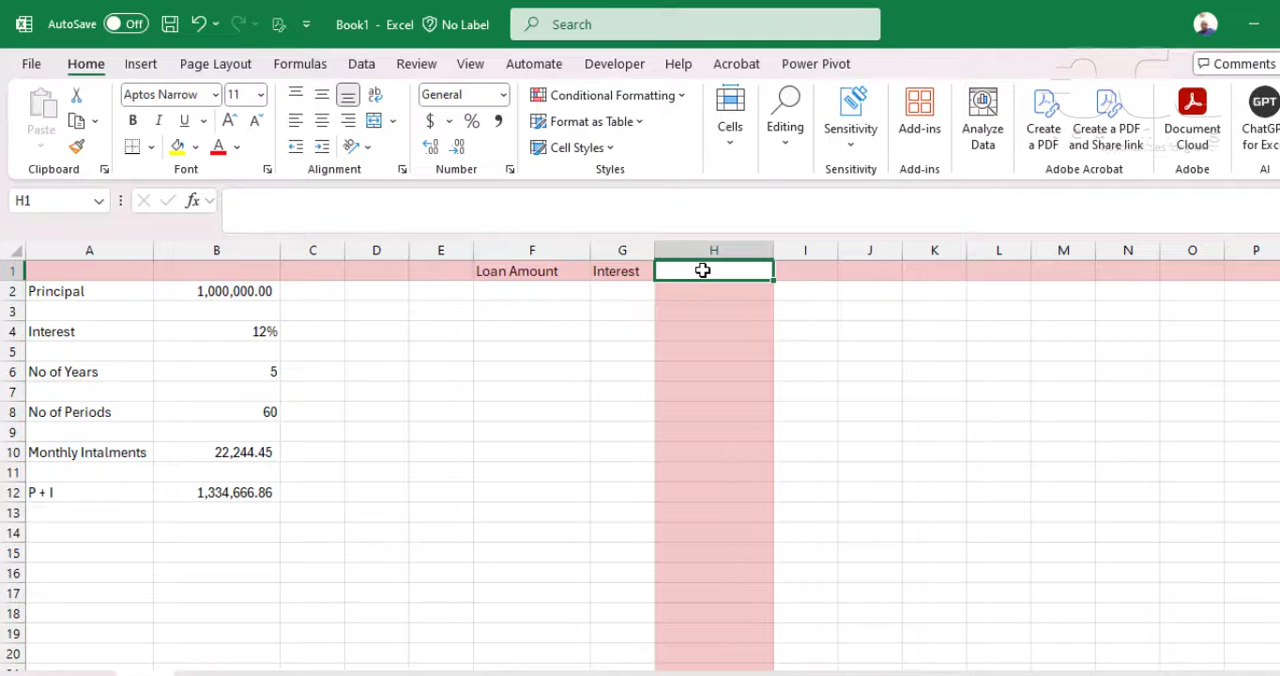 AutoSave Off Book1 - Excel No Label Search
File Home Insert Page Layout Formulas Data Review View Automate Developer Help Acrobat Power Pivot Comments
Paste Aptos Narrow 11 B I U A A General $ % Conditional Formatting Format as Table Cell Styles Cells Editing Sensitivity Add-ins Analyze Data Create a PDF Create a PDF and Share link Document Cloud GPT ChatGP for Exce
Clipboard Font Alignment Number Styles Sensitivity Add-ins Adobe Acrobat Adobe AI
H1 fx
A B C D E F G H I J K L M N O P
1 Loan Amount Interest
2 Principal 1,000,000.00
3
4 Interest 12%
5
6 No of Years 5
7
8 No of Periods 60
9
10 Monthly Intalments 22,244.45
11
12 P + I 1,334,666.86
13
14
15
16
17
18
19
20